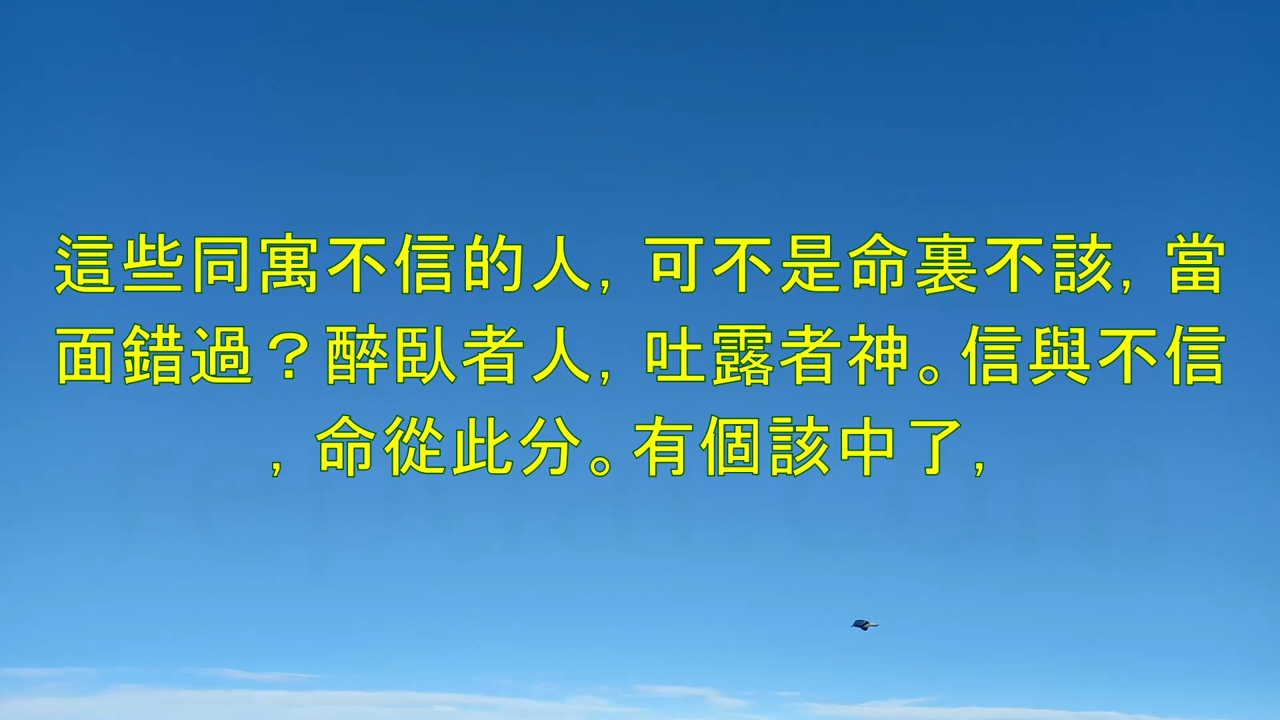 這些同寓不信的人，可不是命裏不該，當
面錯過？醉臥者人，吐露者神。信與不信
，命從此分。有個該中了，